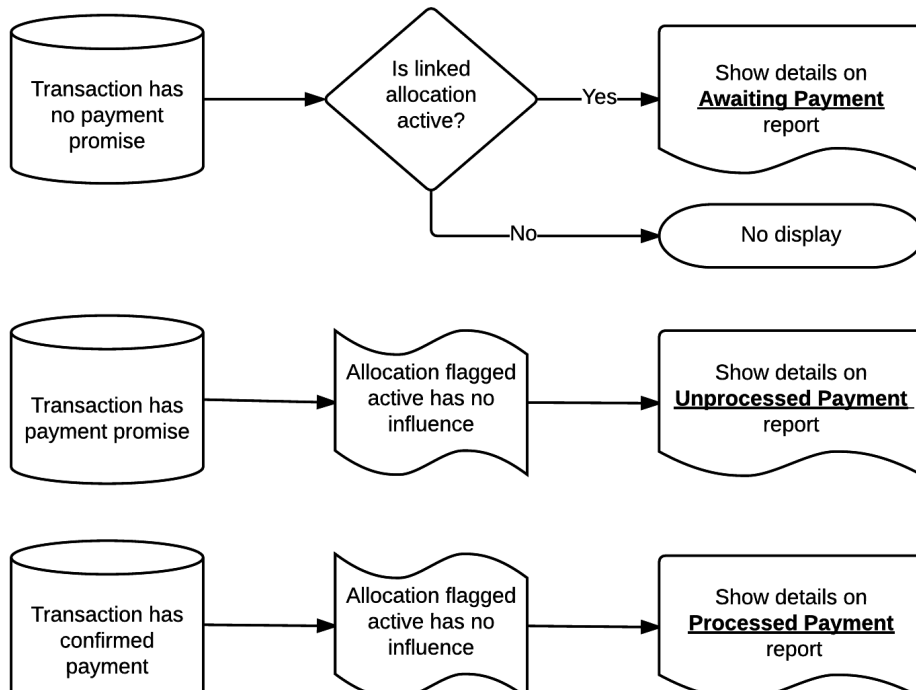 Transaction has
no payment
promise
Is linked
allocation
active?
Yes
Show details on
Awaiting Payment
report
No
No display
Transaction has
payment promise
Allocation flagged
active has no
influence
Show details on
Unprocessed Payment
report
Transaction has
confirmed
payment
Allocation flagged
active has no
influence
Show details on
Processed Payment
report